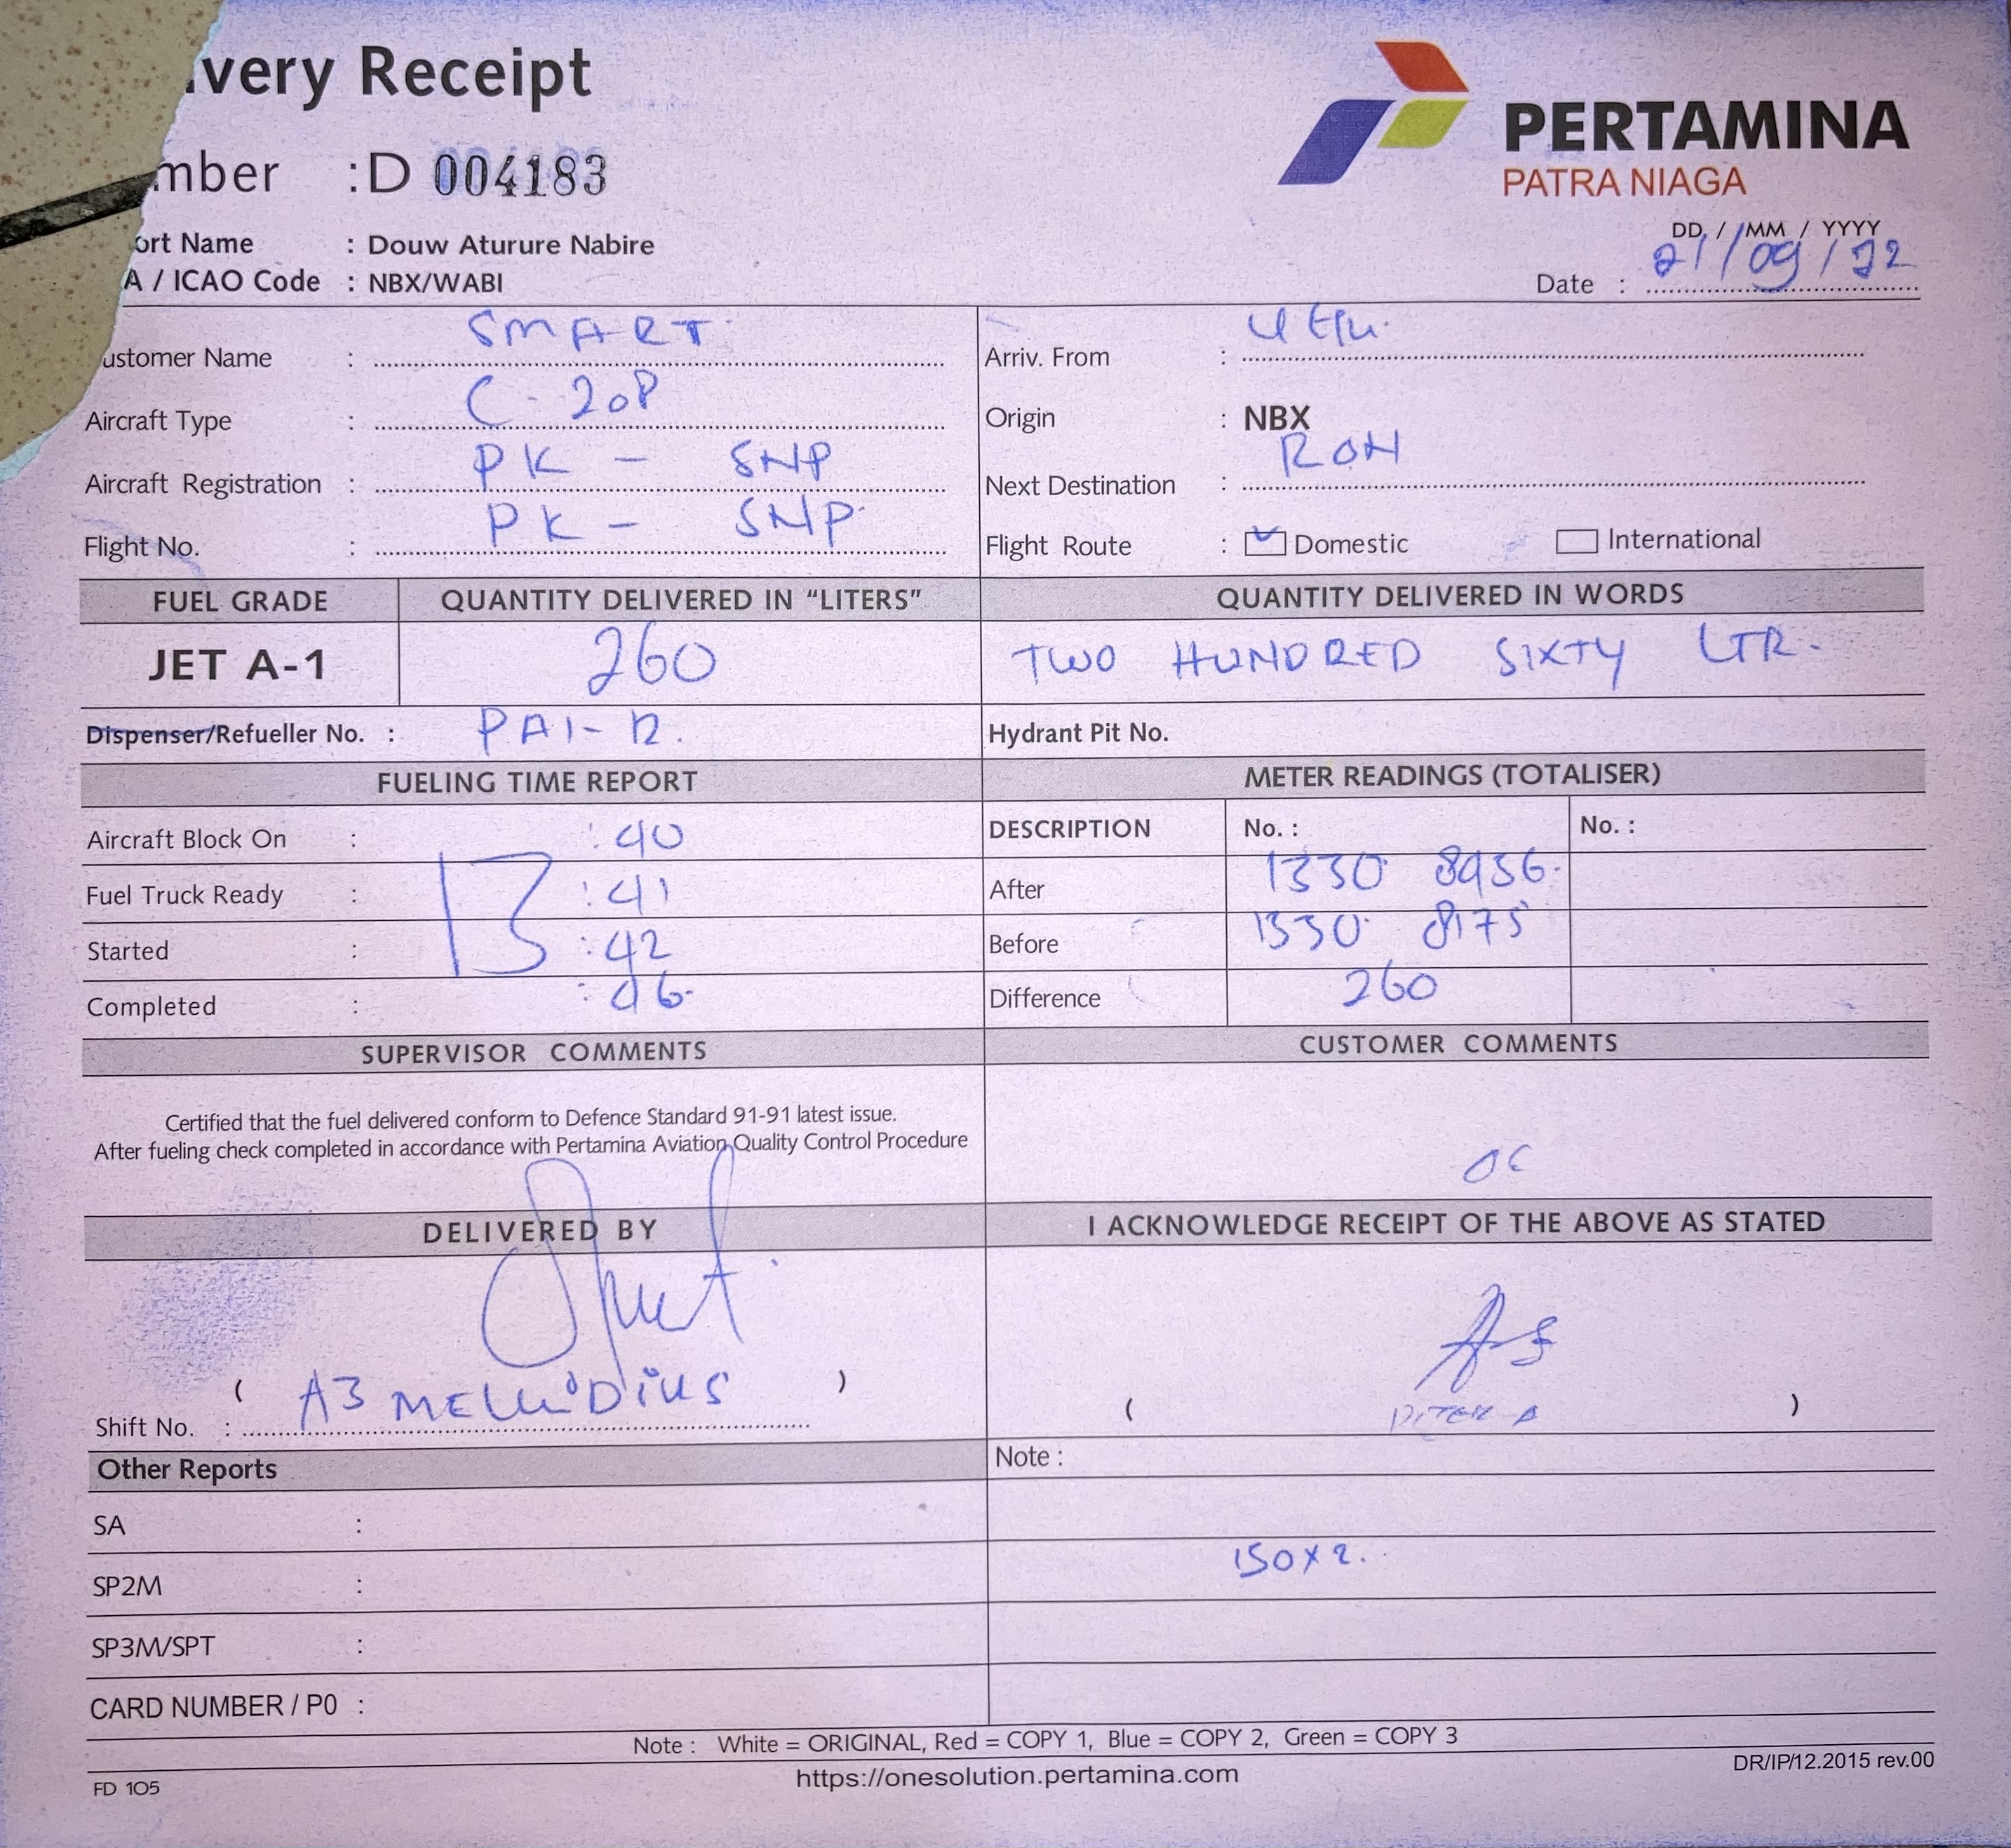 very Receipt
PERTAMINA
PATRA NIAGA
mber : D 004183
ort Name : Douw Aturure Nabire
A / ICAO Code : NBX/WABI
DD / MM / YYYY
Date : 21/09/22
ustomer Name : SMART
Arriv. From :
Aircraft Type : C-208
Origin : NBX
Aircraft Registration : PK - SNP
Next Destination : RON
Flight No. : PK - SNP
Flight Route : Domestic International
FUEL GRADE QUANTITY DELIVERED IN "LITERS" QUANTITY DELIVERED IN WORDS
JET A-1 260 TWO HUNDRED SIXTY LTR.
Dispenser/Refueller No. : PAI-12.
Hydrant Pit No.
FUELING TIME REPORT METER READINGS (TOTALISER)
Aircraft Block On : :40
DESCRIPTION No. : No. :
Fuel Truck Ready : 13 :41
After 1330
Started : :42
Before 1330 8175
Completed : :46
Difference 260
SUPERVISOR COMMENTS CUSTOMER COMMENTS
Certified that the fuel delivered conform to Defence Standard 91-91 latest issue.
After fueling check completed in accordance with Pertamina Aviation Quality Control Procedure
DELIVERED BY I ACKNOWLEDGE RECEIPT OF THE ABOVE AS STATED
( A3 )
Shift No. :
( )
Other Reports Note :
SA :
SP2M : 150 x 2.
SP3M/SPT :
CARD NUMBER / P0 :
Note : White = ORIGINAL, Red = COPY 1, Blue = COPY 2, Green = COPY 3
FD 105 https://onesolution.pertamina.com DR/IP/12.2015 rev.00